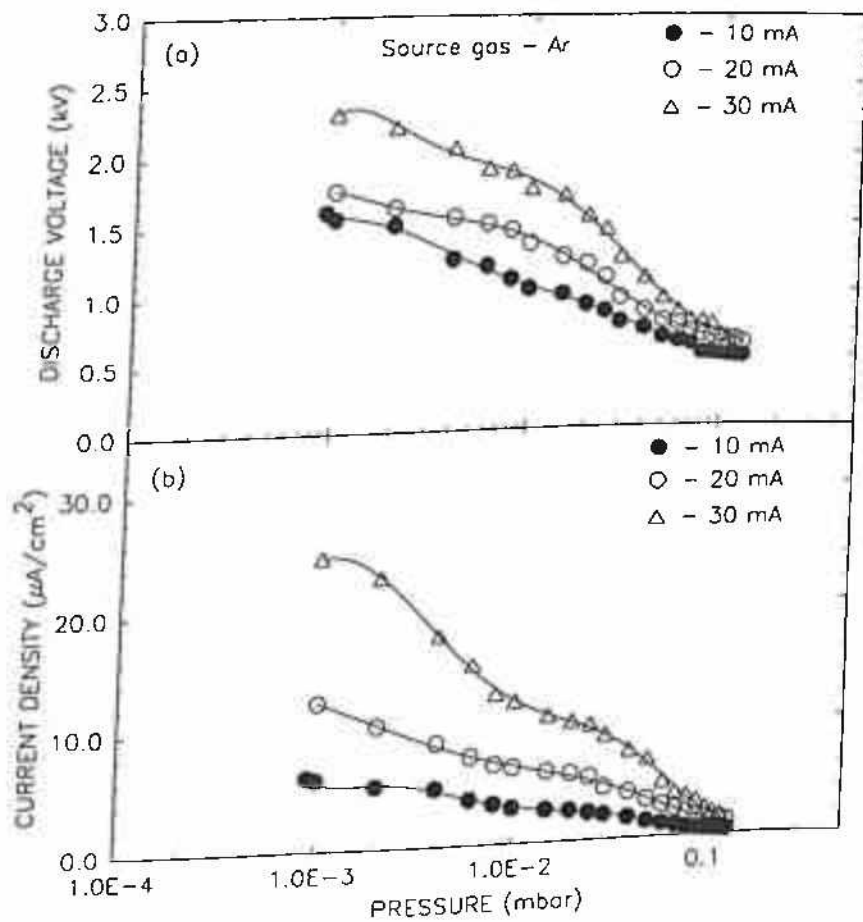 3.0
(a)
Source gas – Ar
● – 10 mA
○ – 20 mA
△ – 30 mA
2.5
2.0
1.5
1.0
0.5
0.0
DISCHARGE VOLTAGE (kV)
(b)
● – 10 mA
○ – 20 mA
△ – 30 mA
30.0
20.0
10.0
0.0
CURRENT DENSITY (μA/cm²)
1.0E−4
1.0E−3
1.0E−2
0.1
PRESSURE (mbar)